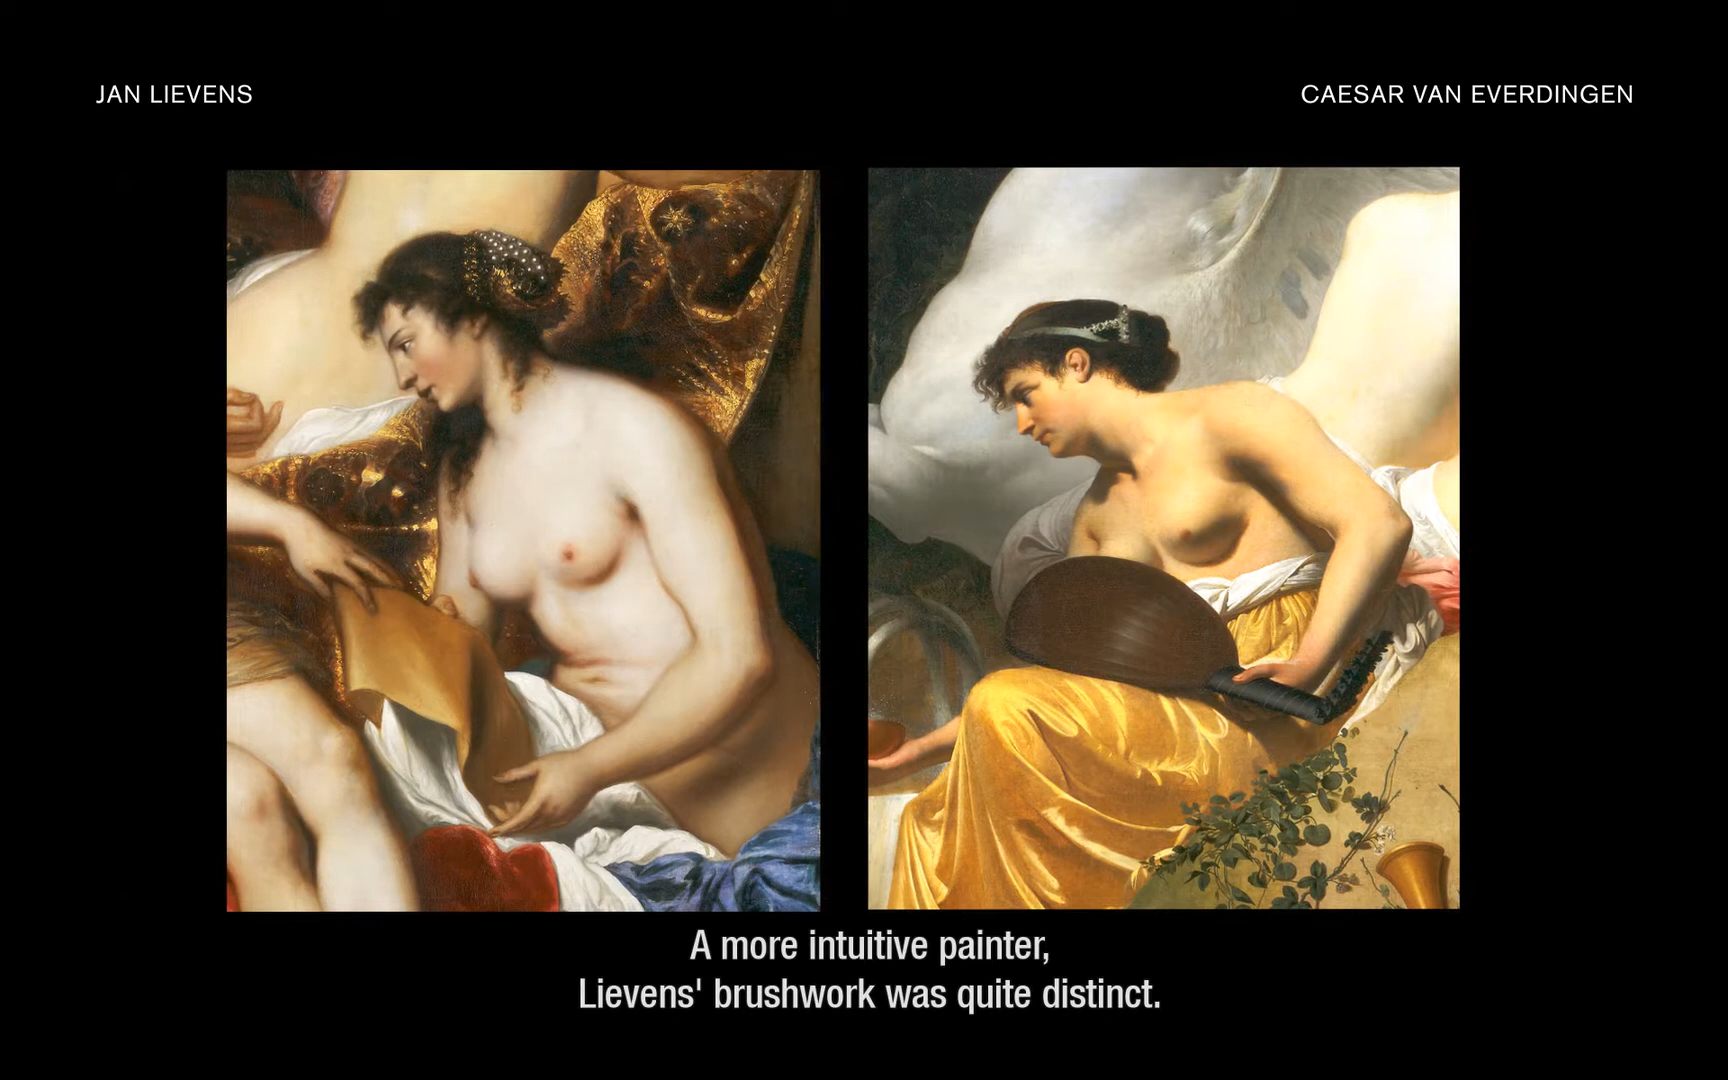 JAN LIEVENS
CAESAR VAN EVERDINGEN
A more intuitive painter,
Lievens' brushwork was quite distinct.